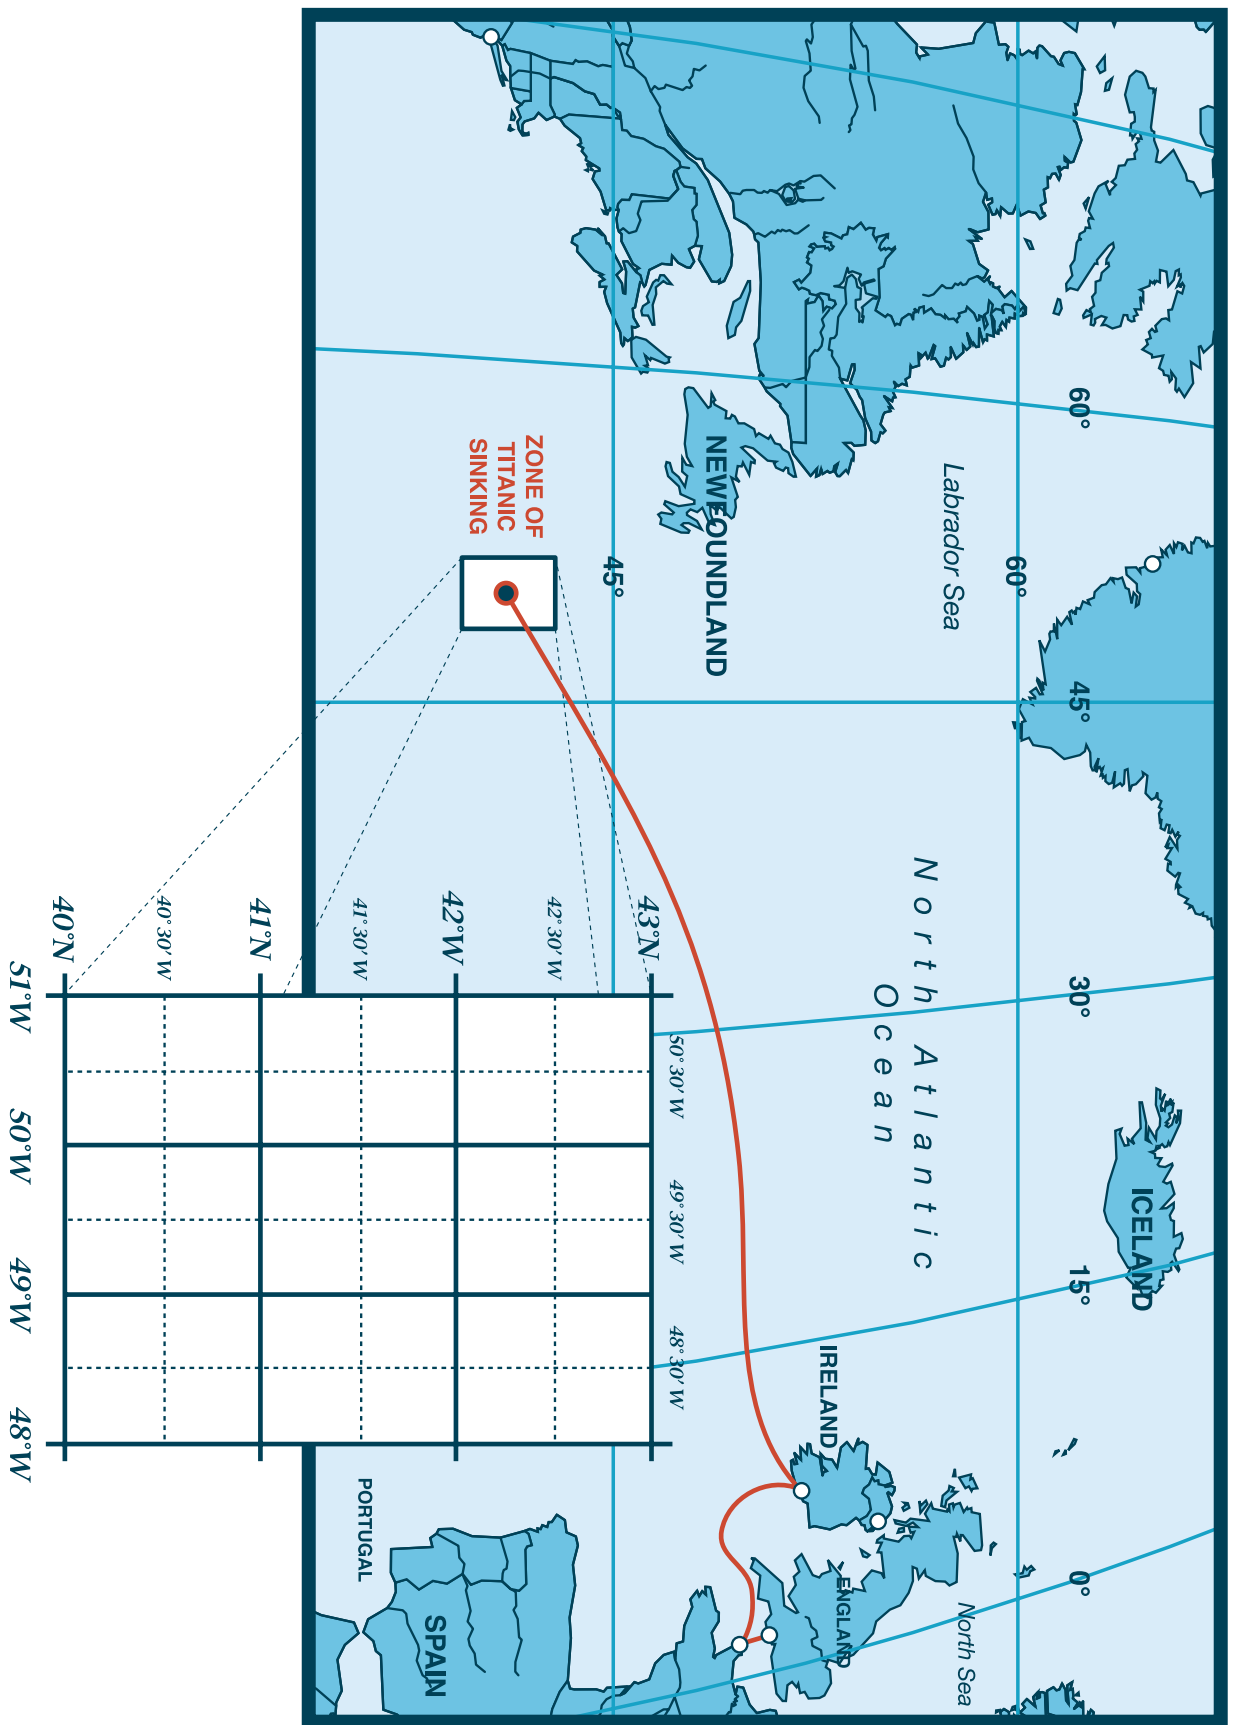 60°
45°
30°
15°
0°
ICELAND
60°
Labrador Sea
North Atlantic
Ocean
North Sea
IRELAND
ENGLAND
NEWFOUNDLAND
45°
ZONE OF
TITANIC
SINKING
SPAIN
PORTUGAL
50°30′W
49°30′W
48°30′W
43°N
42°30′W
42°W
41°30′W
41°N
40°30′W
40°N
51°W
50°W
49°W
48°W